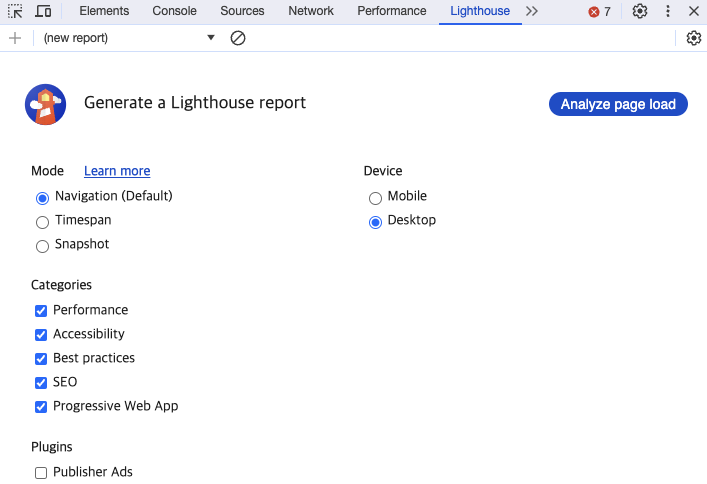 Elements Console Sources Network Performance Lighthouse 7
(new report)
Generate a Lighthouse report
Analyze page load
Mode Learn more Device
Navigation (Default) Mobile
Timespan Desktop
Snapshot
Categories
Performance
Accessibility
Best practices
SEO
Progressive Web App
Plugins
Publisher Ads